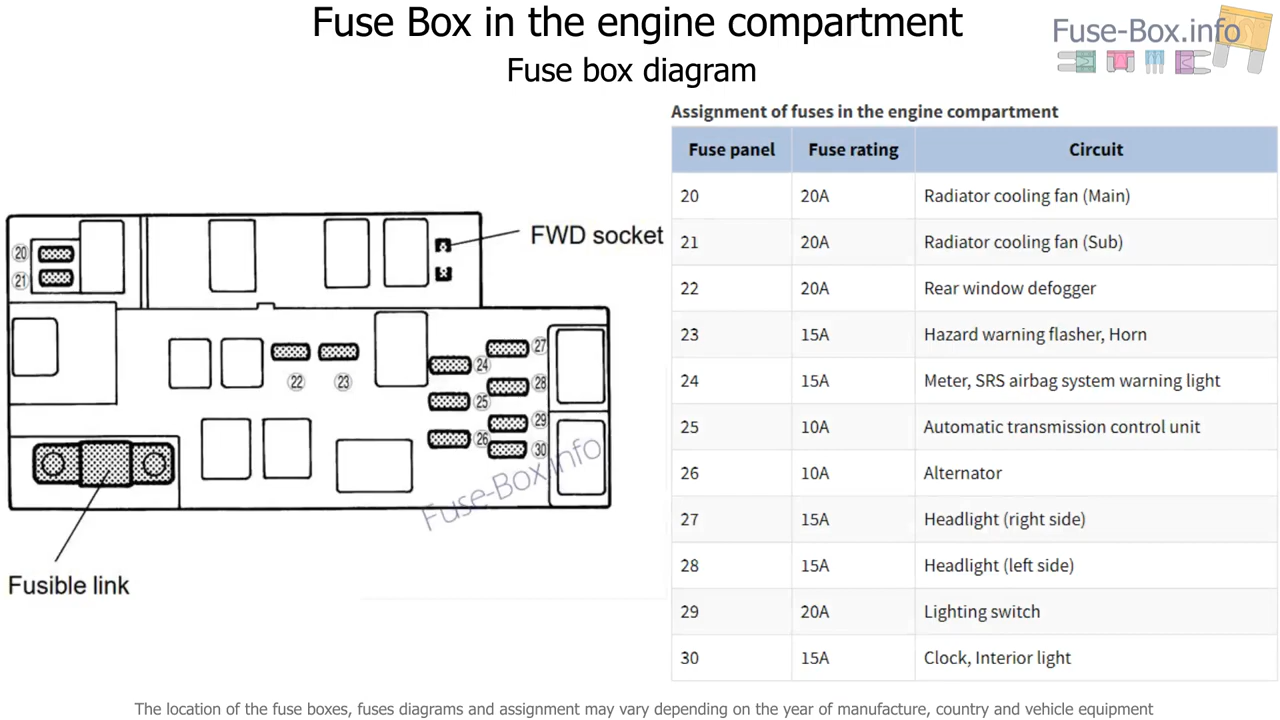 Fuse Box in the engine compartment
Fuse box diagram
Fuse-Box.info
Assignment of fuses in the engine compartment
Fuse panel Fuse rating Circuit
20 20A Radiator cooling fan (Main)
21 20A Radiator cooling fan (Sub)
22 20A Rear window defogger
23 15A Hazard warning flasher, Horn
24 15A Meter, SRS airbag system warning light
25 10A Automatic transmission control unit
26 10A Alternator
27 15A Headlight (right side)
28 15A Headlight (left side)
29 20A Lighting switch
30 15A Clock, Interior light
FWD socket
20
21
22
23
24
25
26
27
28
29
30
Fuse-Box.info
Fusible link
The location of the fuse boxes, fuses diagrams and assignment may vary depending on the year of manufacture, country and vehicle equipment